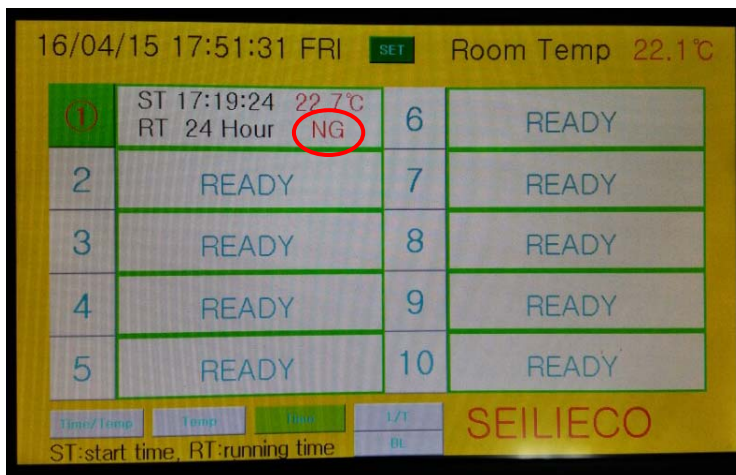 16/04/15 17:51:31 FRI SET Room Temp 22.1℃
① ST 17:19:24 22.7℃
RT 24 Hour NG
6 READY
2 READY
7 READY
3 READY
8 READY
4 READY
9 READY
5 READY
10 READY
Time/Temp Temp Time L/T
BL
SEILIECO
ST:start time, RT:running time